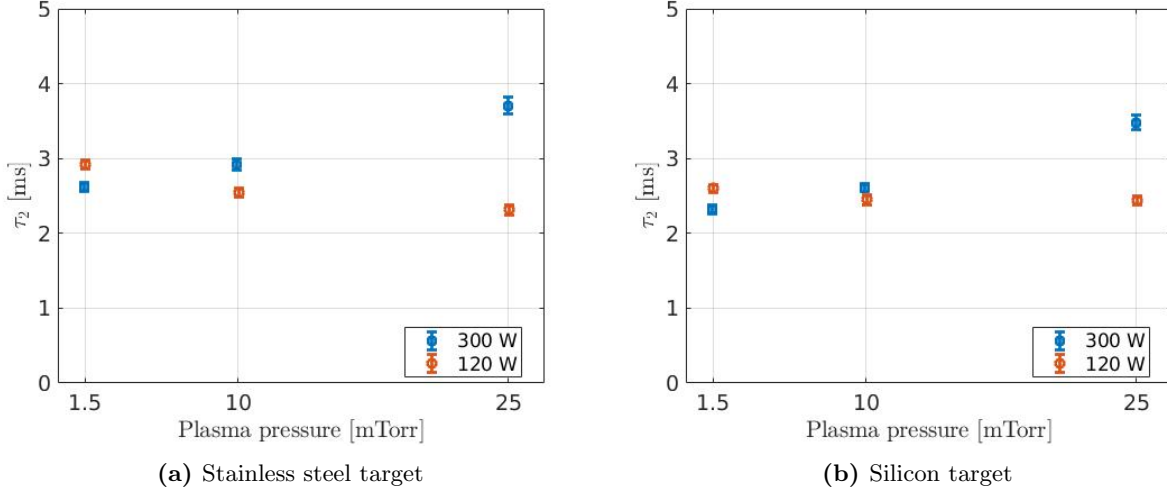 5
4
3
2
1
0
τ₂ [ms]
1.5
10
25
Plasma pressure [mTorr]
300 W
120 W
(a) Stainless steel target
5
4
3
2
1
0
τ₂ [ms]
1.5
10
25
Plasma pressure [mTorr]
300 W
120 W
(b) Silicon target